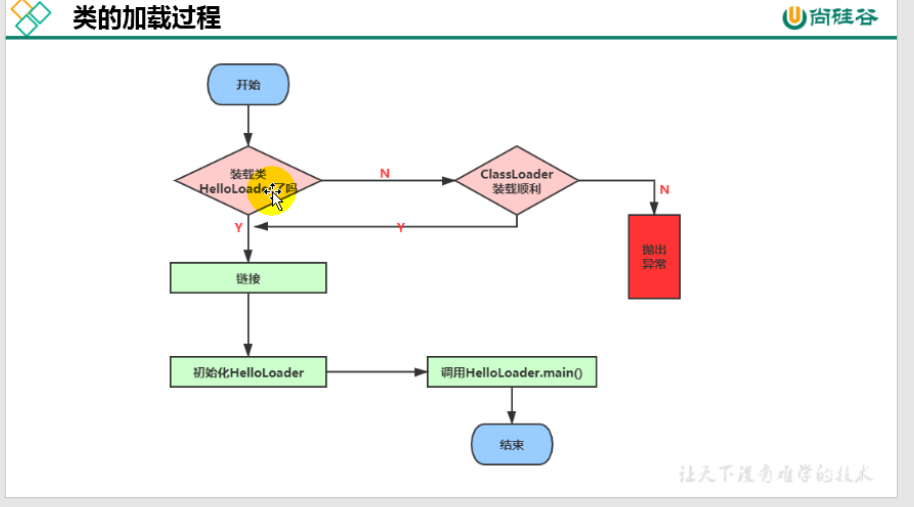 类的加载过程
尚硅谷
开始
装载类
HelloLoader了吗
N
ClassLoader
装载顺利
N
Y
Y
抛出
异常
链接
初始化HelloLoader
调用HelloLoader.main()
结束
让天下没有难学的技术